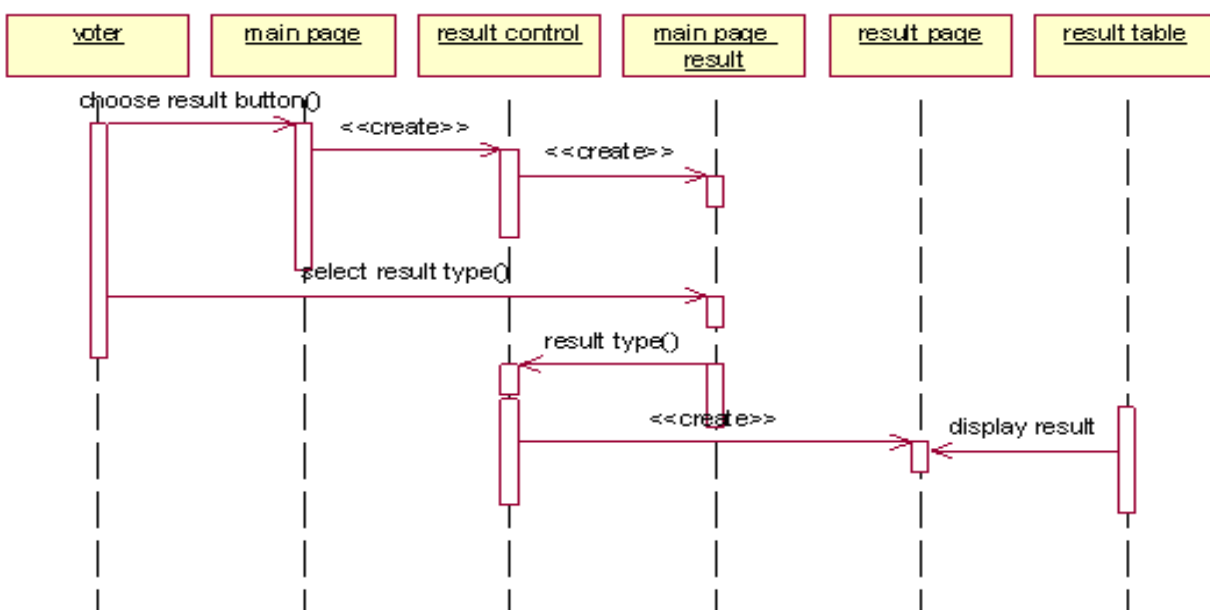 voter
main page
result control
main page
result
result page
result table
choose result button()
<<create>>
<<create>>
select result type()
result type()
<<create>>
display result